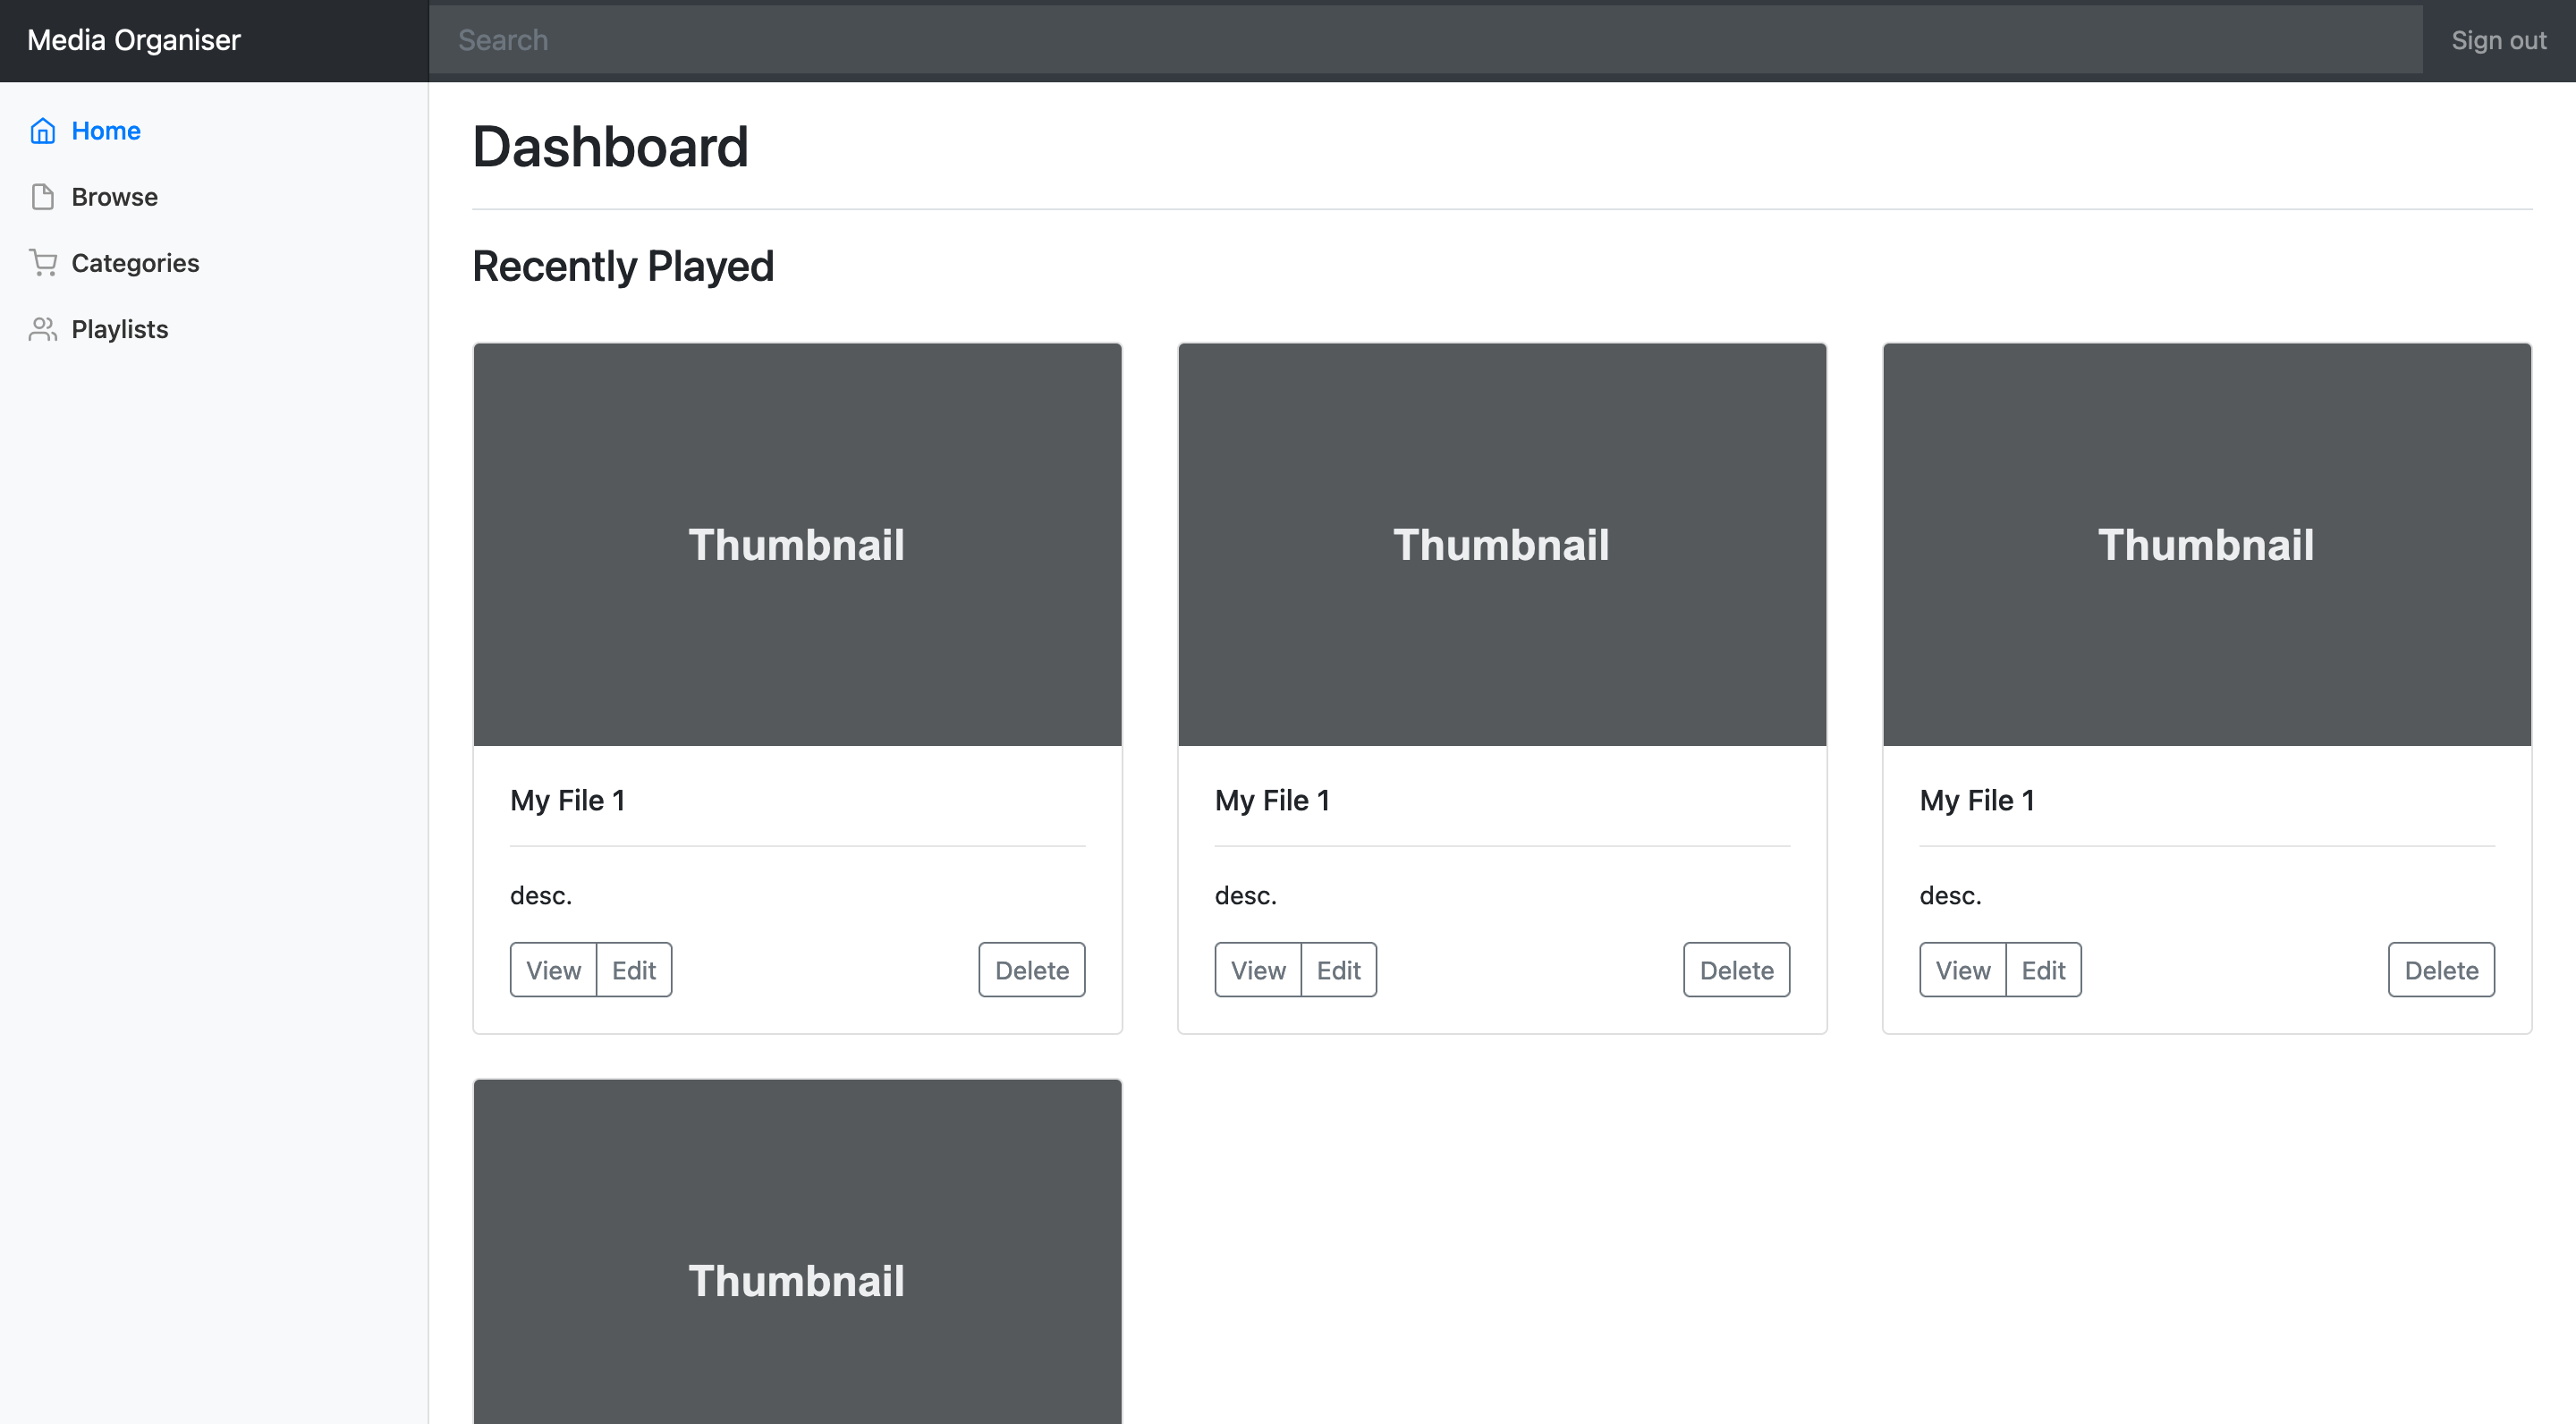 Media Organiser
Search
Sign out
Home
Browse
Categories
Playlists
Dashboard
Recently Played
Thumbnail
My File 1
desc.
View Edit Delete
Thumbnail
My File 1
desc.
View Edit Delete
Thumbnail
My File 1
desc.
View Edit Delete
Thumbnail